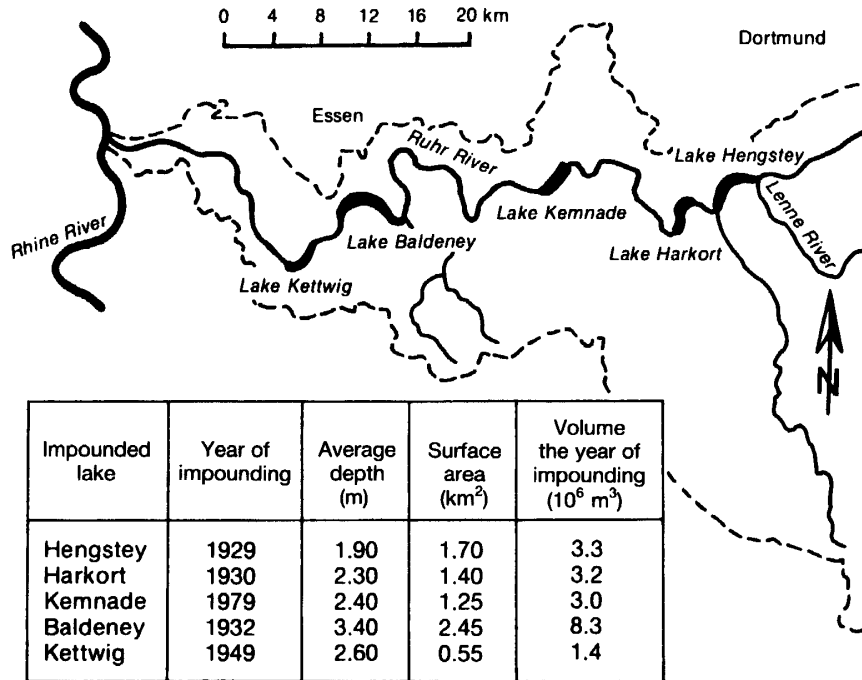 0 4 8 12 16 20 km
Dortmund
Essen
Ruhr River
Lake Hengstey
Lake Kemnade
Lenne River
Rhine River
Lake Baldeney
Lake Harkort
Lake Kettwig
N
Impounded lake
Year of impounding
Average depth (m)
Surface area (km²)
Volume the year of impounding (10⁶ m³)
Hengstey 1929 1.90 1.70 3.3
Harkort 1930 2.30 1.40 3.2
Kemnade 1979 2.40 1.25 3.0
Baldeney 1932 3.40 2.45 8.3
Kettwig 1949 2.60 0.55 1.4